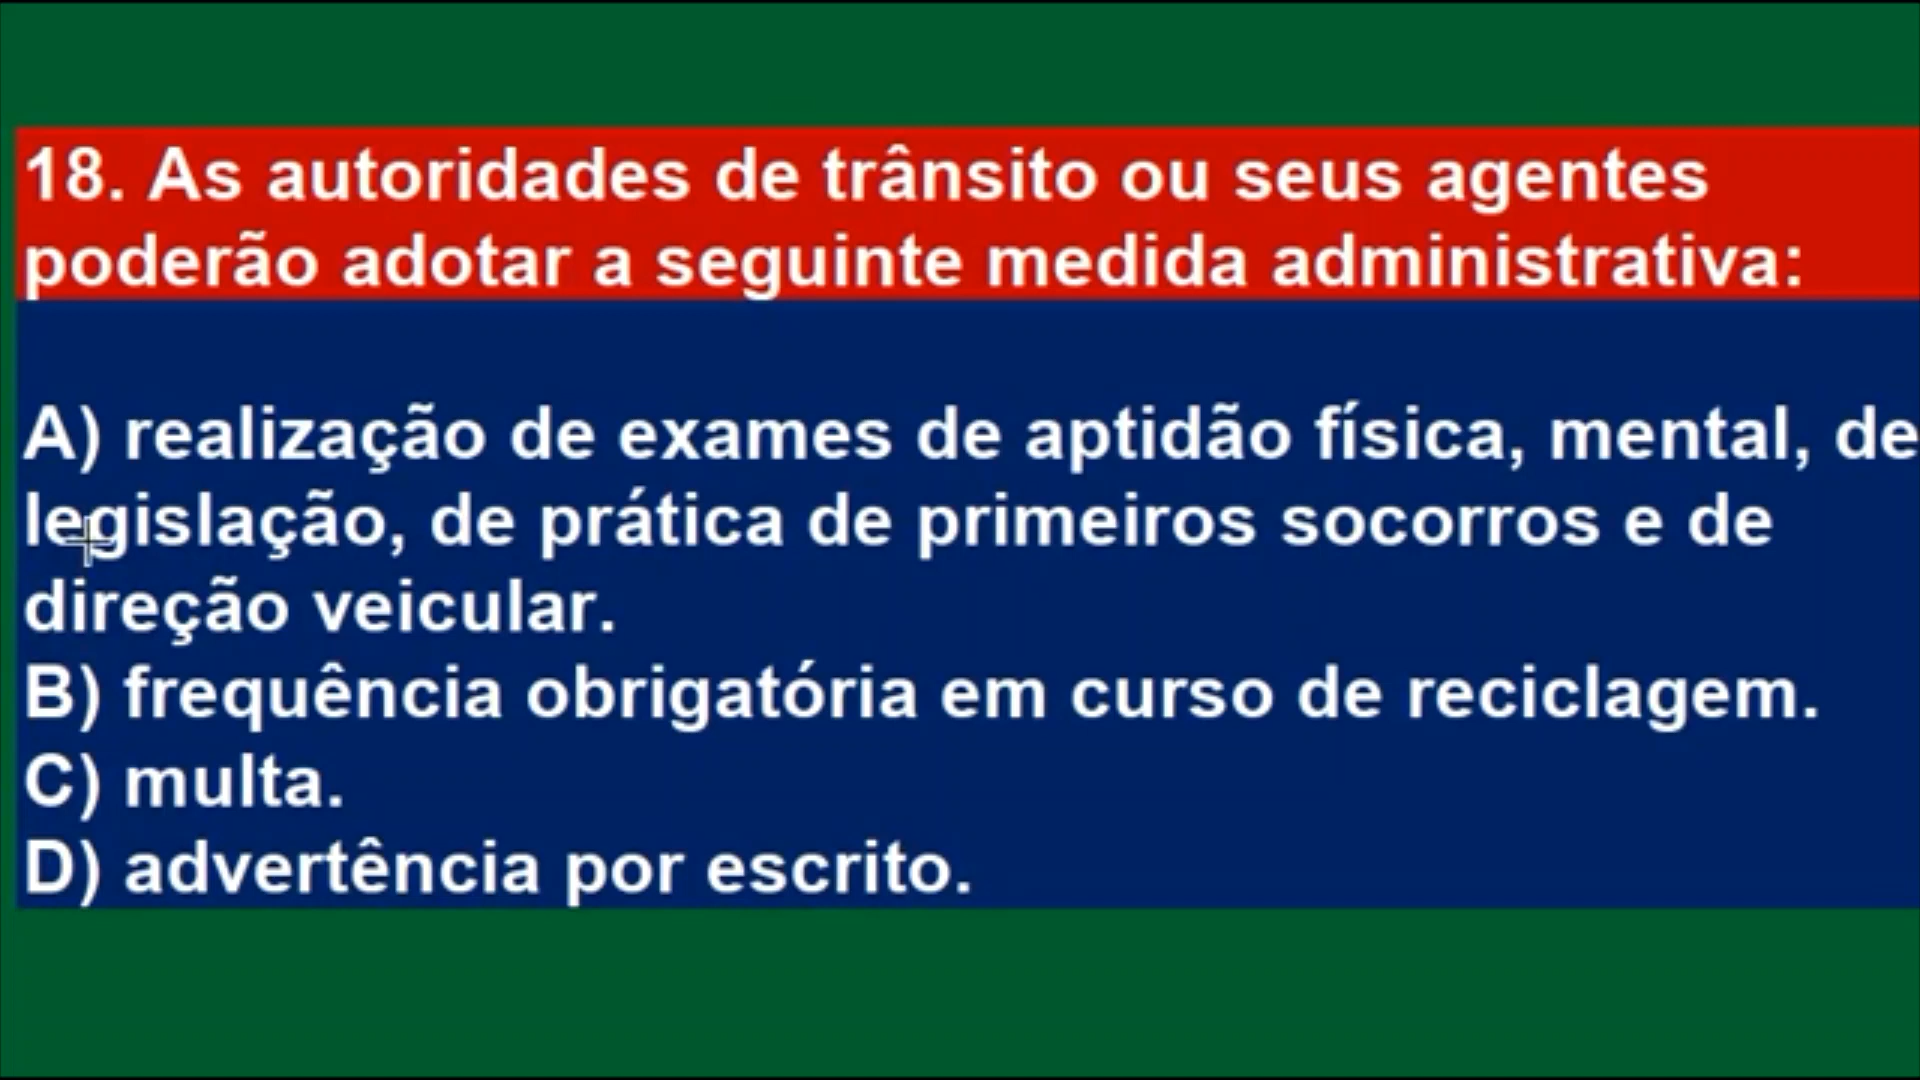 18. As autoridades de trânsito ou seus agentes
poderão adotar a seguinte medida administrativa:
A) realização de exames de aptidão física, mental, de
legislação, de prática de primeiros socorros e de
direção veicular.
B) frequência obrigatória em curso de reciclagem.
C) multa.
D) advertência por escrito.